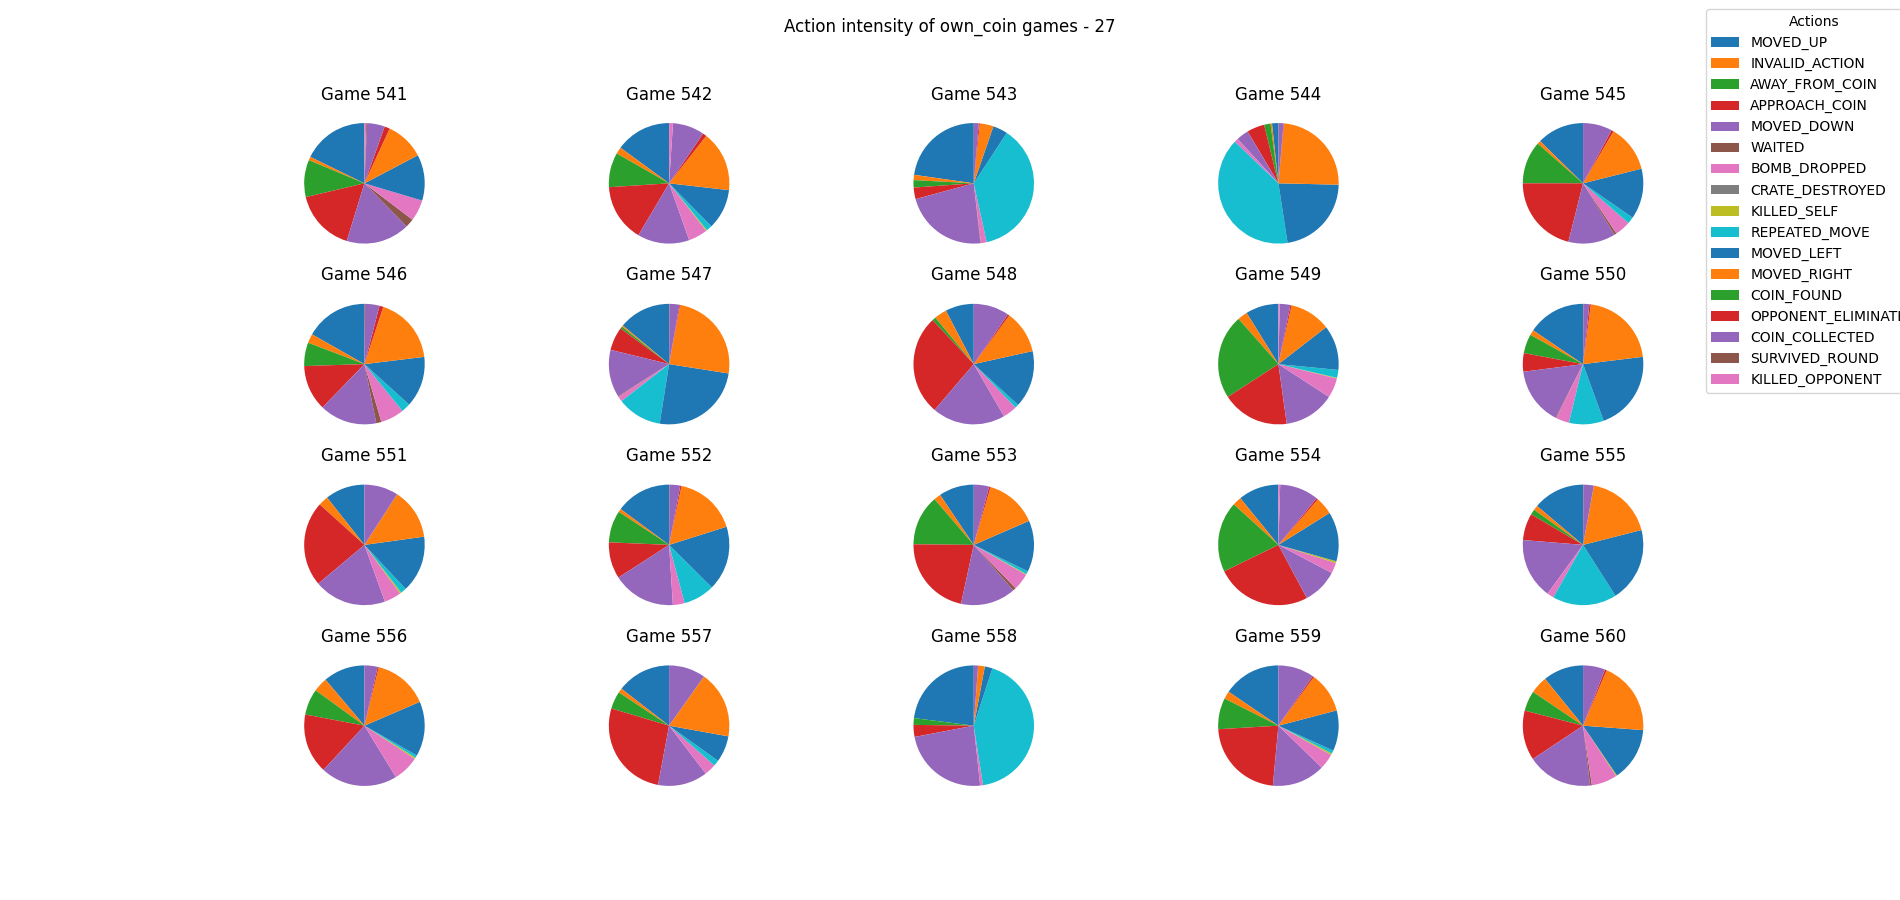 Action intensity of own_coin games - 27
Actions
MOVED_UP
INVALID_ACTION
AWAY_FROM_COIN
APPROACH_COIN
MOVED_DOWN
WAITED
BOMB_DROPPED
CRATE_DESTROYED
KILLED_SELF
REPEATED_MOVE
MOVED_LEFT
MOVED_RIGHT
COIN_FOUND
OPPONENT_ELIMINATI
COIN_COLLECTED
SURVIVED_ROUND
KILLED_OPPONENT
Game 541
Game 542
Game 543
Game 544
Game 545
Game 546
Game 547
Game 548
Game 549
Game 550
Game 551
Game 552
Game 553
Game 554
Game 555
Game 556
Game 557
Game 558
Game 559
Game 560